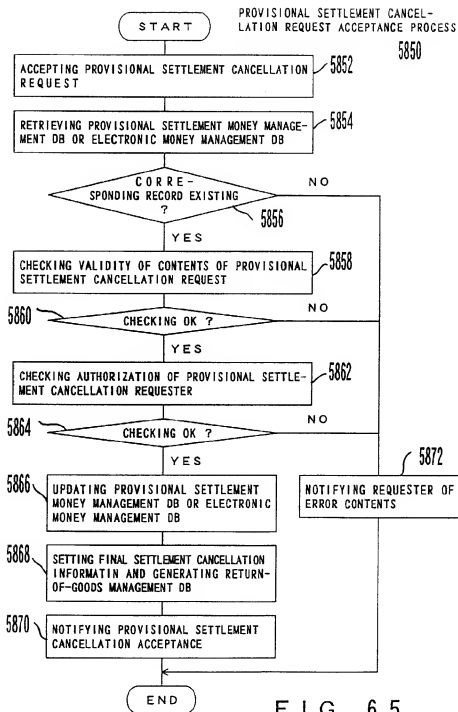 PROVISIONAL SETTLEMENT CANCEL-
LATION REQUEST ACCEPTANCE PROCESS
5850
START
ACCEPTING PROVISIONAL SETTLEMENT CANCELLATION
REQUEST
5852
RETRIEVING PROVISIONAL SETTLEMENT MONEY MANAGE-
MENT DB OR ELECTRONIC MONEY MANAGEMENT DB
5854
CORRE-
SPONDING RECORD EXISTING
?
NO
5856
YES
CHECKING VALIDITY OF CONTENTS OF PROVISIONAL
SETTLEMENT CANCELLATION REQUEST
5858
5860
CHECKING OK ?
NO
YES
CHECKING AUTHORIZATION OF PROVISIONAL SETTLE-
MENT CANCELLATION REQUESTER
5862
5864
CHECKING OK ?
NO
YES
5866
UPDATING PROVISIONAL SETTLEMENT
MONEY MANAGEMENT DB OR ELECTRONIC
MONEY MANAGEMENT DB
5872
NOTIFYING REQUESTER OF
ERROR CONTENTS
5868
SETTING FINAL SETTLEMENT CANCELLATION
INFORMATIN AND GENERATING RETURN-
OF-GOODS MANAGEMENT DB
5870
NOTIFYING PROVISIONAL SETTLEMENT
CANCELLATION ACCEPTANCE
END
FIG. 65